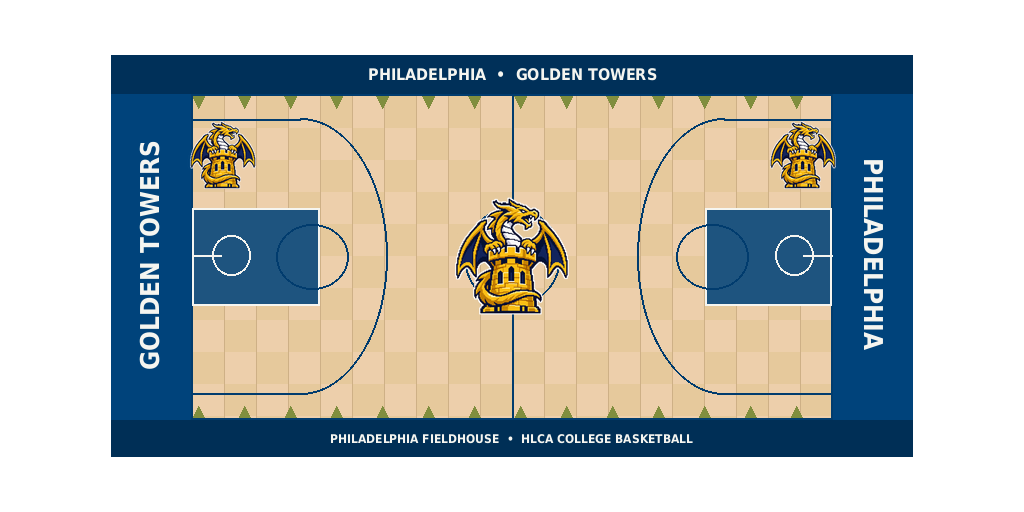 PHILADELPHIA • GOLDEN TOWERS
GOLDEN TOWERS
PHILADELPHIA
PHILADELPHIA FIELDHOUSE • HLCA COLLEGE BASKETBALL